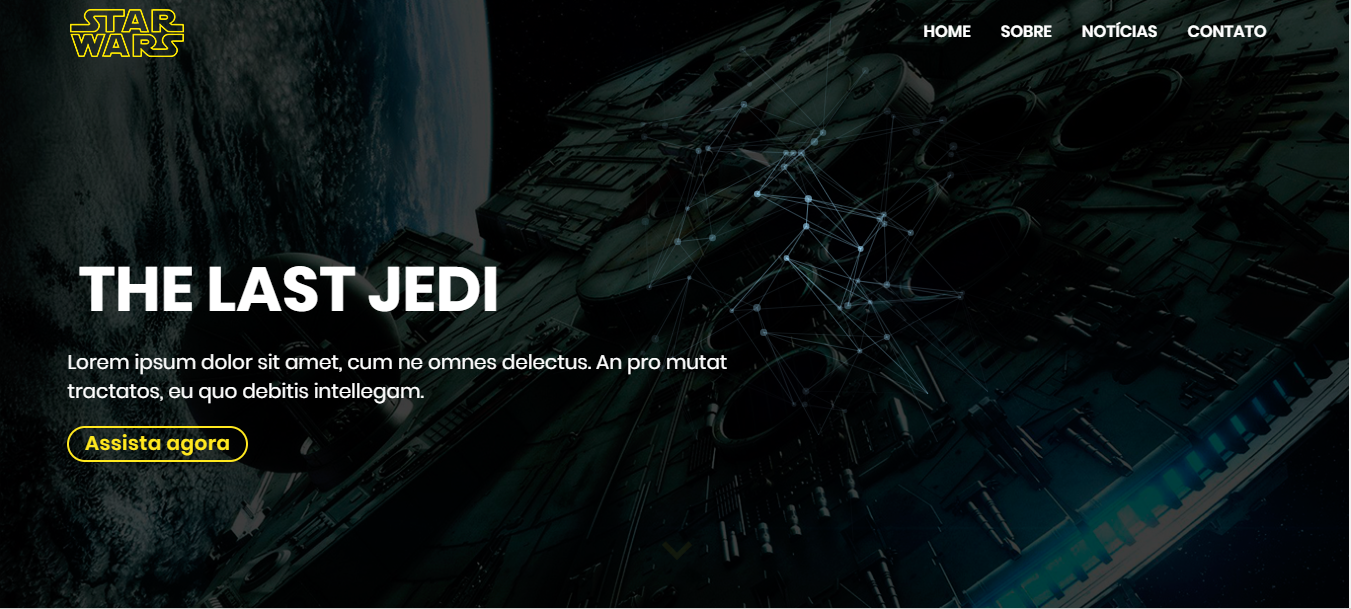 STAR
WARS
HOME SOBRE NOTÍCIAS CONTATO
THE LAST JEDI
Lorem ipsum dolor sit amet, cum ne omnes delectus. An pro mutat
tractatos, eu quo debitis intellegam.
Assista agora